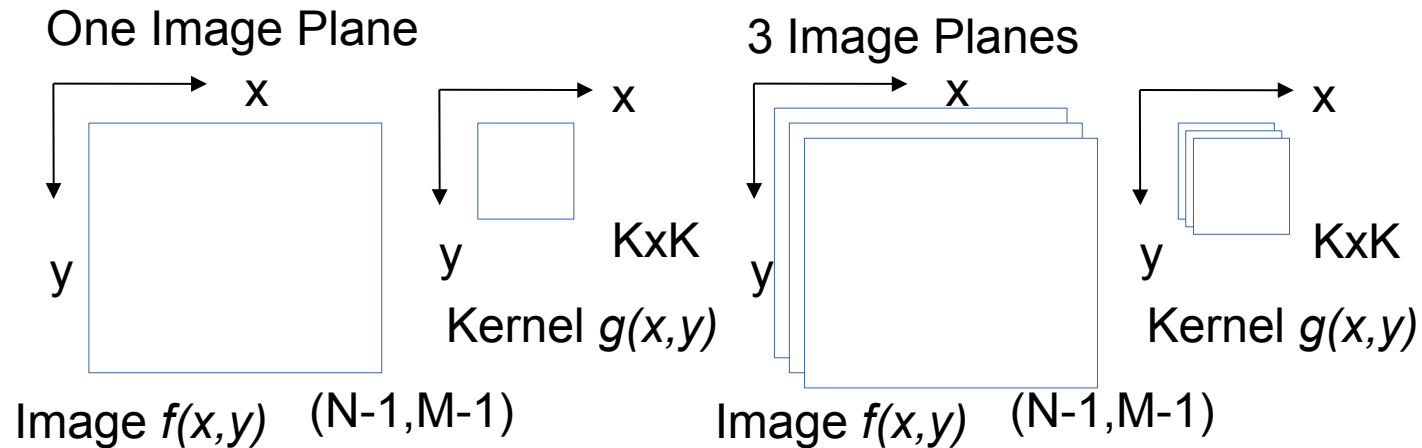 One Image Plane
x
y
x
y
KxK
Kernel g(x,y)
Image f(x,y) (N-1,M-1)
3 Image Planes
x
y
x
y
KxK
Kernel g(x,y)
Image f(x,y) (N-1,M-1)